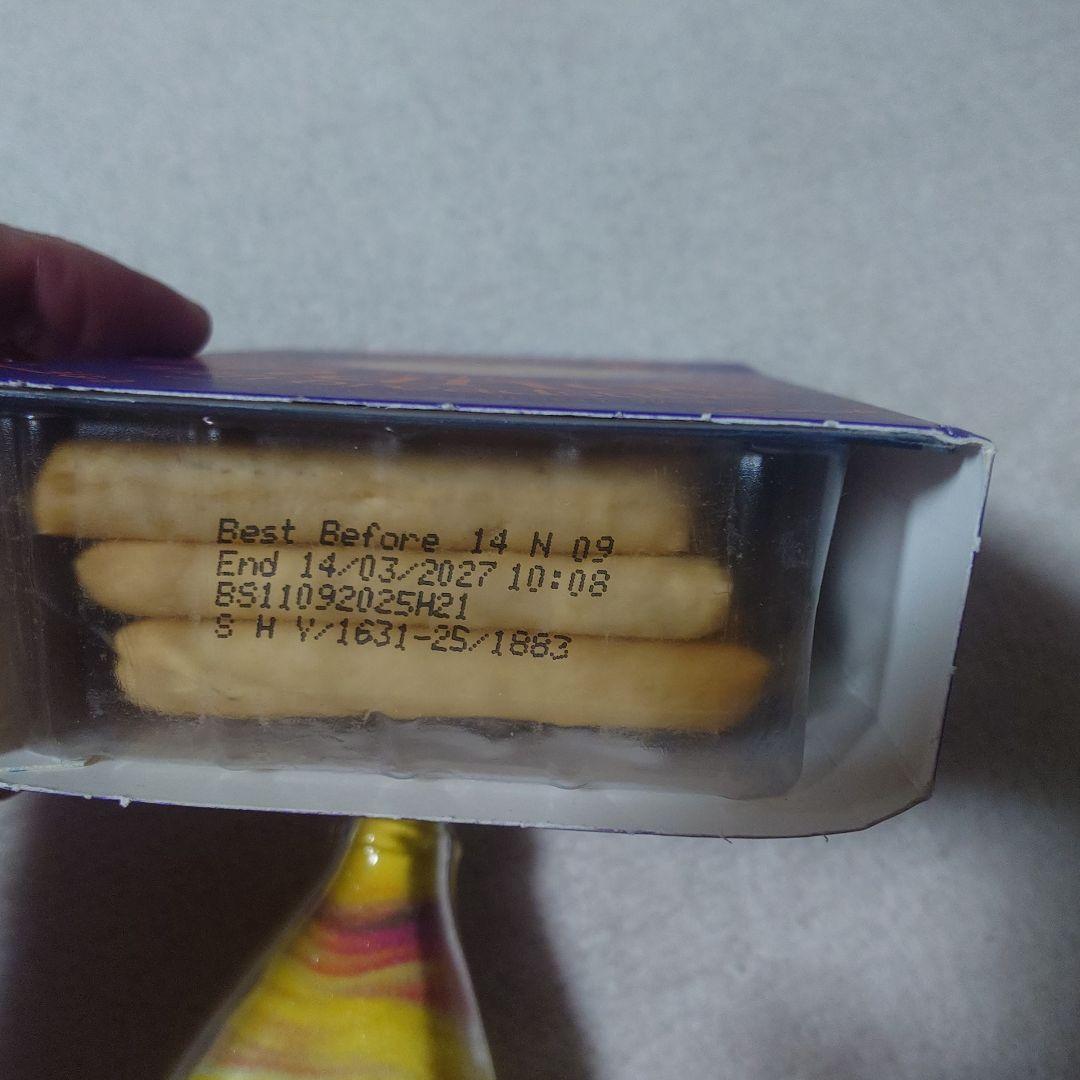 Best Before 14 N 09
End 14/03/2027 10:08
BS11092025H21
S H V/1631-25/1883